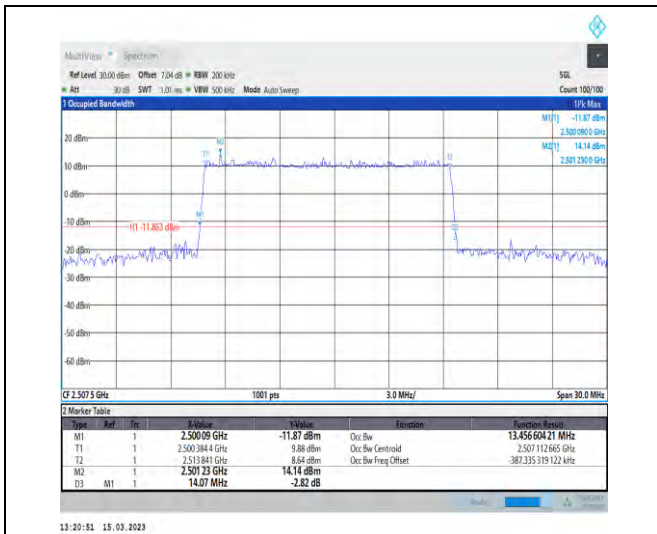 MultiView Spectrum
Ref Level 30.00 dBm Offset 7.04 dB RBW 200 kHz SGL
Att 30 dB SWT 1.01 ms VBW 500 kHz Mode Auto Sweep Count 100/100
1 Occupied Bandwidth 1Pk Max
M1[1] -11.87 dBm
2.500 090 0 GHz
M2[1] 14.14 dBm
2.501 230 0 GHz
20 dBm
M2
T1
T2
10 dBm
0 dBm
-10 dBm
M1
H1 -11.863 dBm
D3
-20 dBm
-30 dBm
-40 dBm
-50 dBm
-60 dBm
CF 2.507 5 GHz 1001 pts 3.0 MHz/ Span 30.0 MHz
2 Marker Table
Type Ref Trc X-Value Y-Value Function Function Result
M1 1 2.500 09 GHz -11.87 dBm Occ Bw 13.456 604 21 MHz
T1 1 2.500 384 4 GHz 9.88 dBm Occ Bw Centroid 2.507 112 665 GHz
T2 1 2.513 841 GHz 8.64 dBm Occ Bw Freq Offset -387.335 319 122 kHz
M2 1 2.501 23 GHz 14.14 dBm
D3 M1 1 14.07 MHz -2.82 dB
13:20:51 15.03.2023